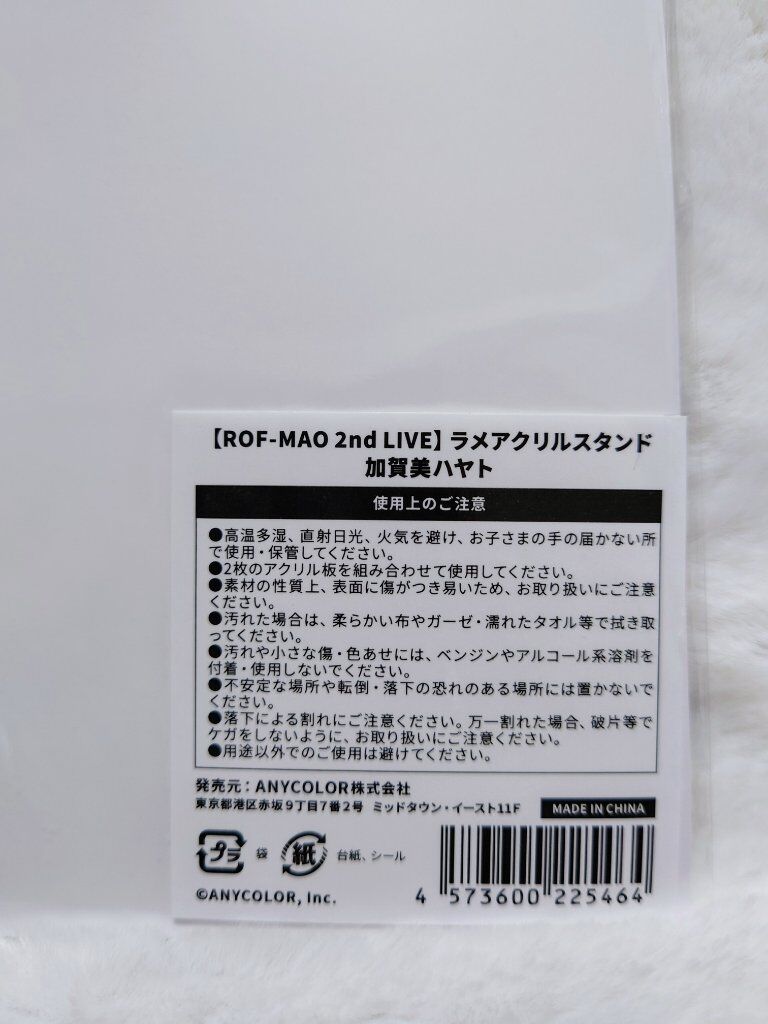 【ROF-MAO 2nd LIVE】ラメアクリルスタンド
加賀美ハヤト
使用上のご注意
●高温多湿、直射日光、火気を避け、お子さまの手の届かない所
で使用・保管してください。
●2枚のアクリル板を組み合わせて使用してください。
●素材の性質上、表面に傷がつき易いため、お取り扱いにご注意
ください。
●汚れた場合は、柔らかい布やガーゼ・濡れたタオル等で拭き取
ってください。
●汚れや小さな傷・色あせには、ベンジンやアルコール系溶剤を
付着・使用しないでください。
●不安定な場所や転倒・落下の恐れのある場所には置かないで
ください。
●落下による割れにご注意ください。万一割れた場合、破片等で
ケガをしないように、お取り扱いにご注意ください。
●用途以外でのご使用は避けてください。
発売元：ANYCOLOR株式会社
東京都港区赤坂9丁目7番2号 ミッドタウン・イースト11F
MADE IN CHINA
プラ 袋 紙 台紙、シール
©ANYCOLOR, Inc.
4 573600 225464